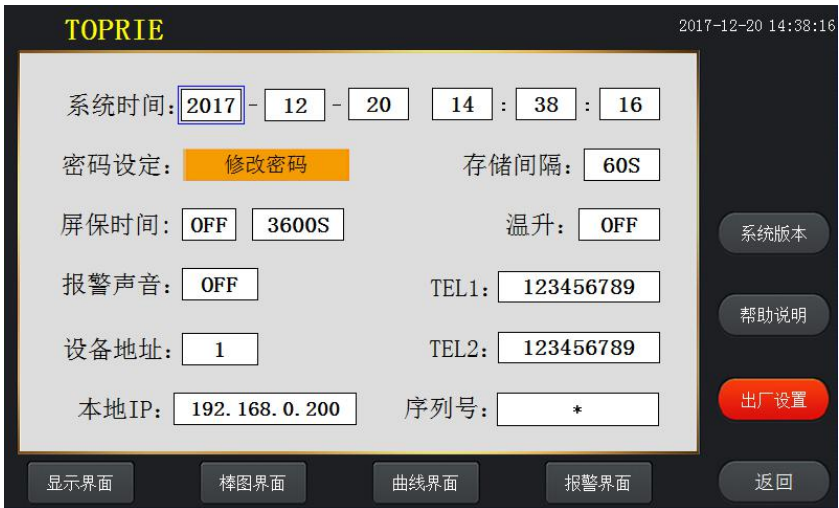 TOPRIE 2017-12-20 14:38:16
系统时间: 2017 - 12 - 20 14 : 38 : 16
密码设定: 修改密码 存储间隔: 60S
屏保时间: OFF 3600S 温升: OFF
系统版本
报警声音: OFF TEL1: 123456789
帮助说明
设备地址: 1 TEL2: 123456789
出厂设置
本地IP: 192.168.0.200 序列号: *
显示界面 棒图界面 曲线界面 报警界面 返回